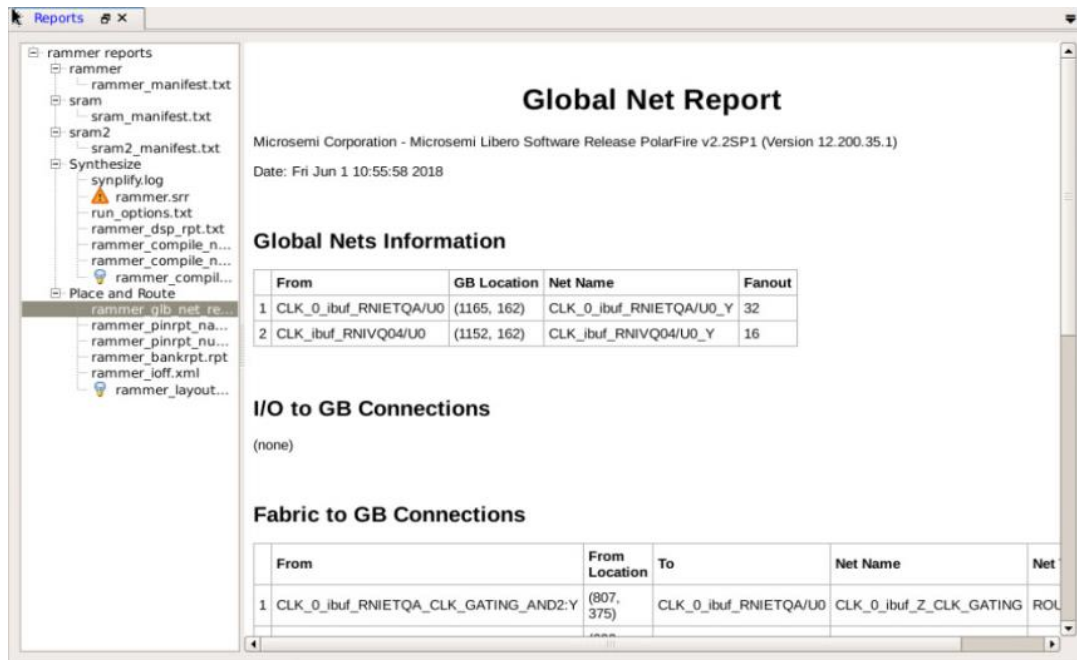 Reports
rammer reports
rammer
rammer_manifest.txt
sram
sram_manifest.txt
sram2
sram2_manifest.txt
Synthesize
synplify.log
rammer.srr
run_options.txt
rammer_dsp_rpt.txt
rammer_compile_n...
rammer_compile_n...
rammer_compil...
Place and Route
rammer_glb_net_re...
rammer_pinrpt_na...
rammer_pinrpt_nu...
rammer_bankrpt.rpt
rammer_ioff.xml
rammer_layout...
Global Net Report
Microsemi Corporation - Microsemi Libero Software Release PolarFire v2.2SP1 (Version 12.200.35.1)
Date: Fri Jun 1 10:55:58 2018
Global Nets Information
From GB Location Net Name Fanout
1 CLK_0_ibuf_RNIETQA/U0 (1165, 162) CLK_0_ibuf_RNIETQA/U0_Y 32
2 CLK_ibuf_RNIVQ04/U0 (1152, 162) CLK_ibuf_RNIVQ04/U0_Y 16
I/O to GB Connections
(none)
Fabric to GB Connections
From From Location To Net Name Net
1 CLK_0_ibuf_RNIETQA_CLK_GATING_AND2:Y (807, 375) CLK_0_ibuf_RNIETQA/U0 CLK_0_ibuf_Z_CLK_GATING ROU